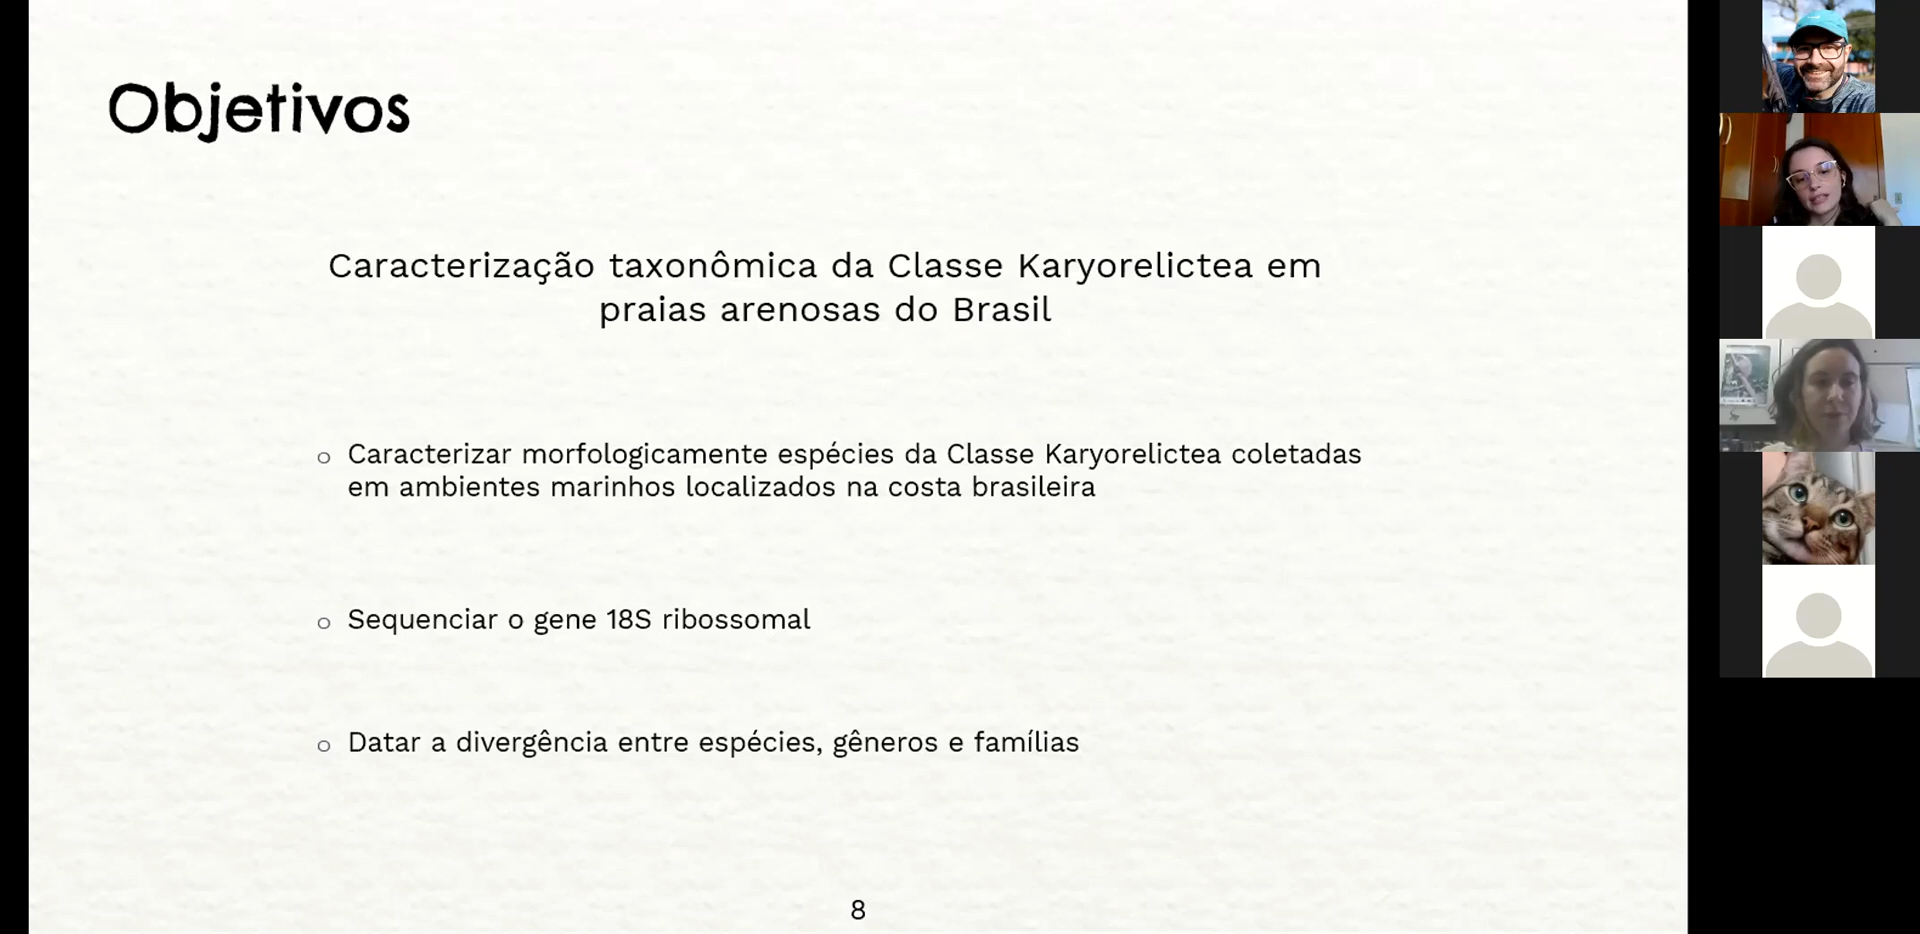 Objetivos
Caracterização taxonômica da Classe Karyorelictea em
praias arenosas do Brasil
o Caracterizar morfologicamente espécies da Classe Karyorelictea coletadas
em ambientes marinhos localizados na costa brasileira
o Sequenciar o gene 18S ribossomal
o Datar a divergência entre espécies, gêneros e famílias
8